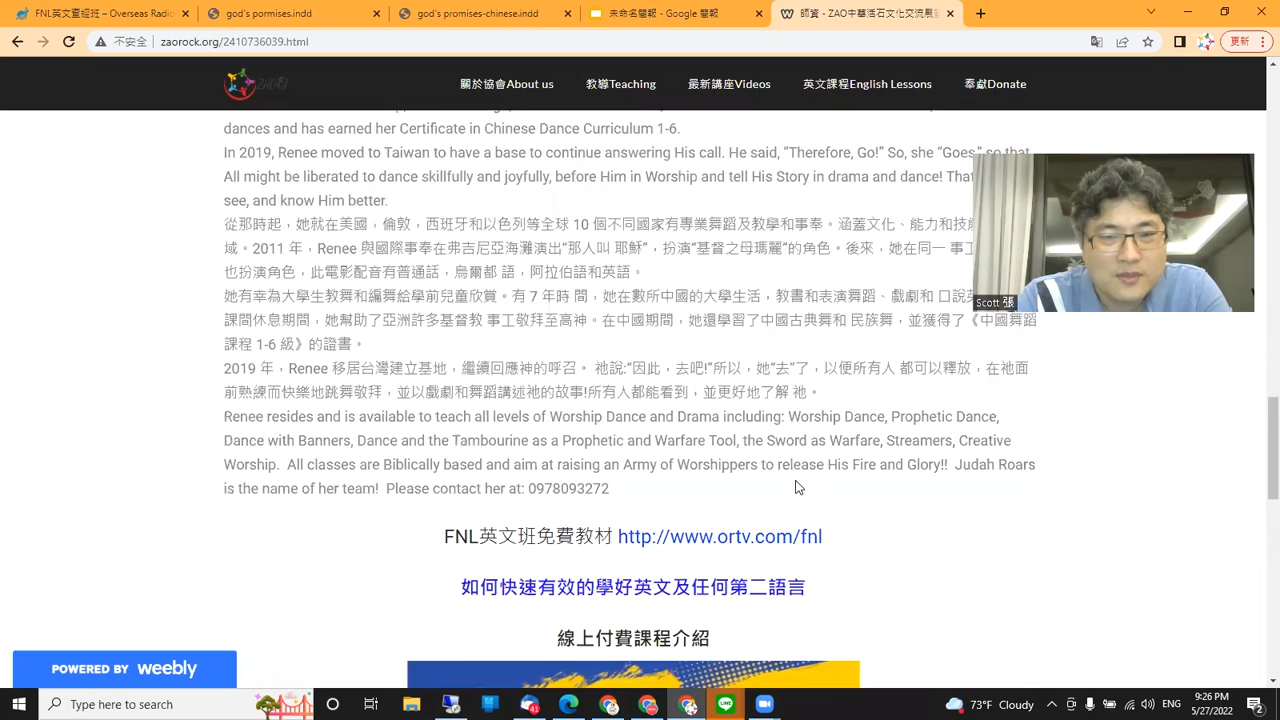 FNL英文查經班 – Overseas Radio
god's pormises.indd
god's promises-chinese.indd
未命名簡報 - Google 簡報
師資 - ZAO中華活石文化交流展
不安全
zaorock.org/2410736039.html
更新
關於協會About us
教導Teaching
最新講座Videos
英文課程English Lessons
奉獻Donate
dances and has earned her Certificate in Chinese Dance Curriculum 1-6.
In 2019, Renee moved to Taiwan to have a base to continue answering His call. He said, “Therefore, Go!” So, she “Goes,” so that
All might be liberated to dance skillfully and joyfully, before Him in Worship and tell His Story in drama and dance! That
see, and know Him better.
從那時起，她就在美國，倫敦，西班牙和以色列等全球 10 個不同國家有專業舞蹈及教學和事奉。涵蓋文化、能力和技
域。2011 年，Renee 與國際事奉在弗吉尼亞海灘演出“那人叫 耶穌”，扮演“基督之母瑪麗”的角色。後來，她在同一 事工
也扮演角色，此電影配音有普通話，烏爾都 語，阿拉伯語和英語。
她有幸為大學生教舞和編舞給學前兒童欣賞。有 7 年時 間，她在數所中國的大學生活，教書和表演舞蹈、戲劇和 口說英
課間休息期間，她幫助了亞洲許多基督教 事工敬拜至高神。在中國期間，她還學習了中國古典舞和 民族舞，並獲得了《中國舞蹈
課程 1-6 級》的證書。
2019 年，Renee 移居台灣建立基地，繼續回應神的呼召。 祂說:“因此，去吧!”所以，她“去”了，以便所有人 都可以釋放，在祂面
前熟練而快樂地跳舞敬拜，並以戲劇和舞蹈講述祂的故事!所有人都能看到，並更好地了解 祂。
Renee resides and is available to teach all levels of Worship Dance and Drama including: Worship Dance, Prophetic Dance,
Dance with Banners, Dance and the Tambourine as a Prophetic and Warfare Tool, the Sword as Warfare, Streamers, Creative
Worship.  All classes are Biblically based and aim at raising an Army of Worshippers to release His Fire and Glory!!  Judah Roars
is the name of her team!  Please contact her at: 0978093272
Scott 張
FNL英文班免費教材 http://www.ortv.com/fnl
如何快速有效的學好英文及任何第二語言
線上付費課程介紹
POWERED BY weebly
Type here to search
73°F Cloudy
ENG
9:26 PM
5/27/2022